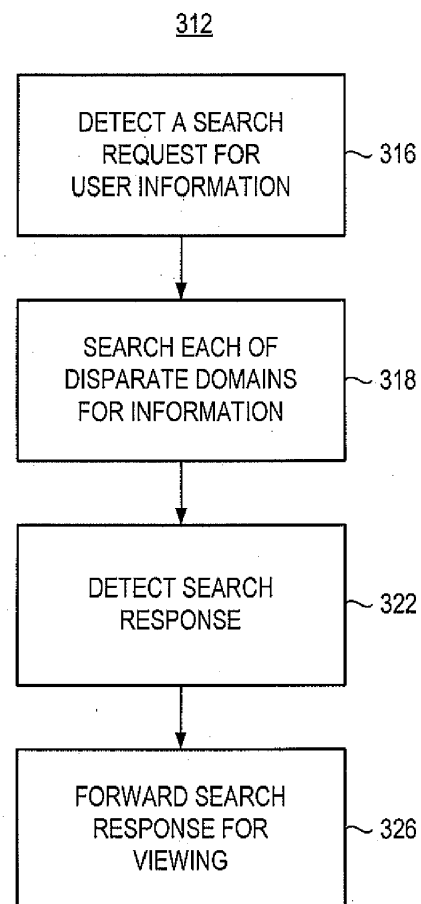 312
DETECT A SEARCH
REQUEST FOR
USER INFORMATION
316
SEARCH EACH OF
DISPARATE DOMAINS
FOR INFORMATION
318
DETECT SEARCH
RESPONSE
322
FORWARD SEARCH
RESPONSE FOR
VIEWING
326